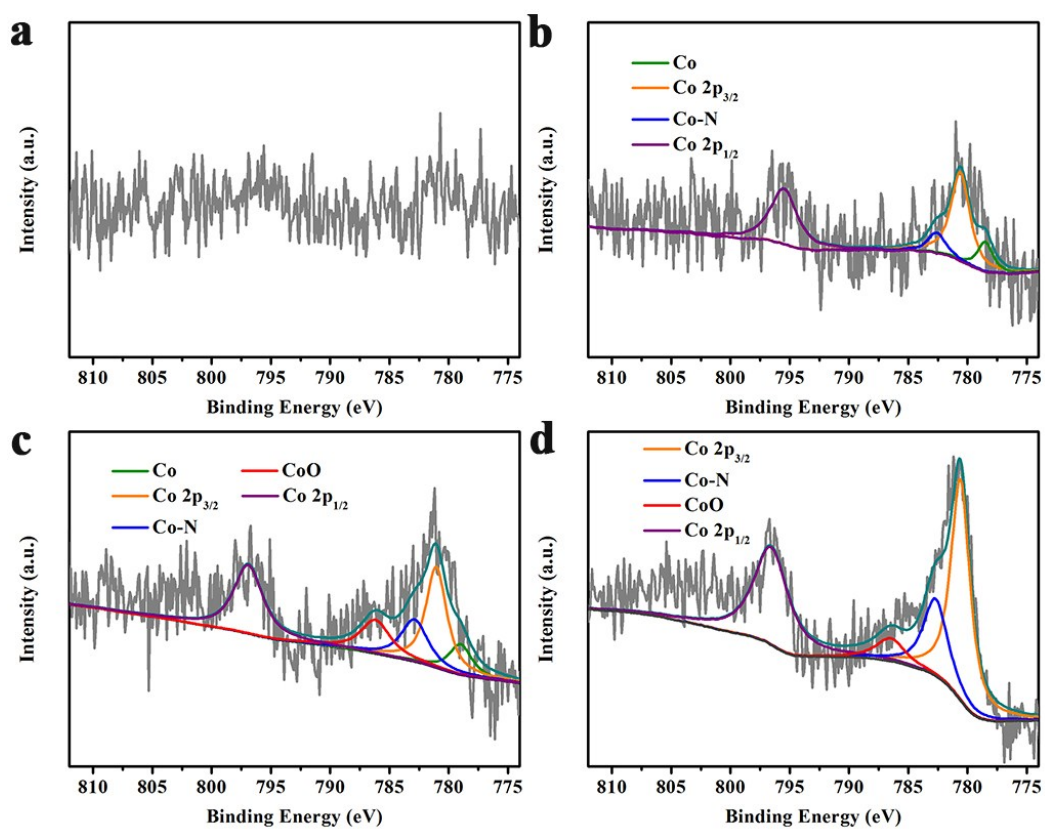 a
Intensity (a.u.)
810 805 800 795 790 785 780 775
Binding Energy (eV)
b
Co
Co 2p3/2
Co-N
Co 2p1/2
Intensity (a.u.)
810 805 800 795 790 785 780 775
Binding Energy (eV)
c
Co CoO
Co 2p3/2 Co 2p1/2
Co-N
Intensity (a.u.)
810 805 800 795 790 785 780 775
Binding Energy (eV)
d
Co 2p3/2
Co-N
CoO
Co 2p1/2
Intensity (a.u.)
810 805 800 795 790 785 780 775
Binding Energy (eV)